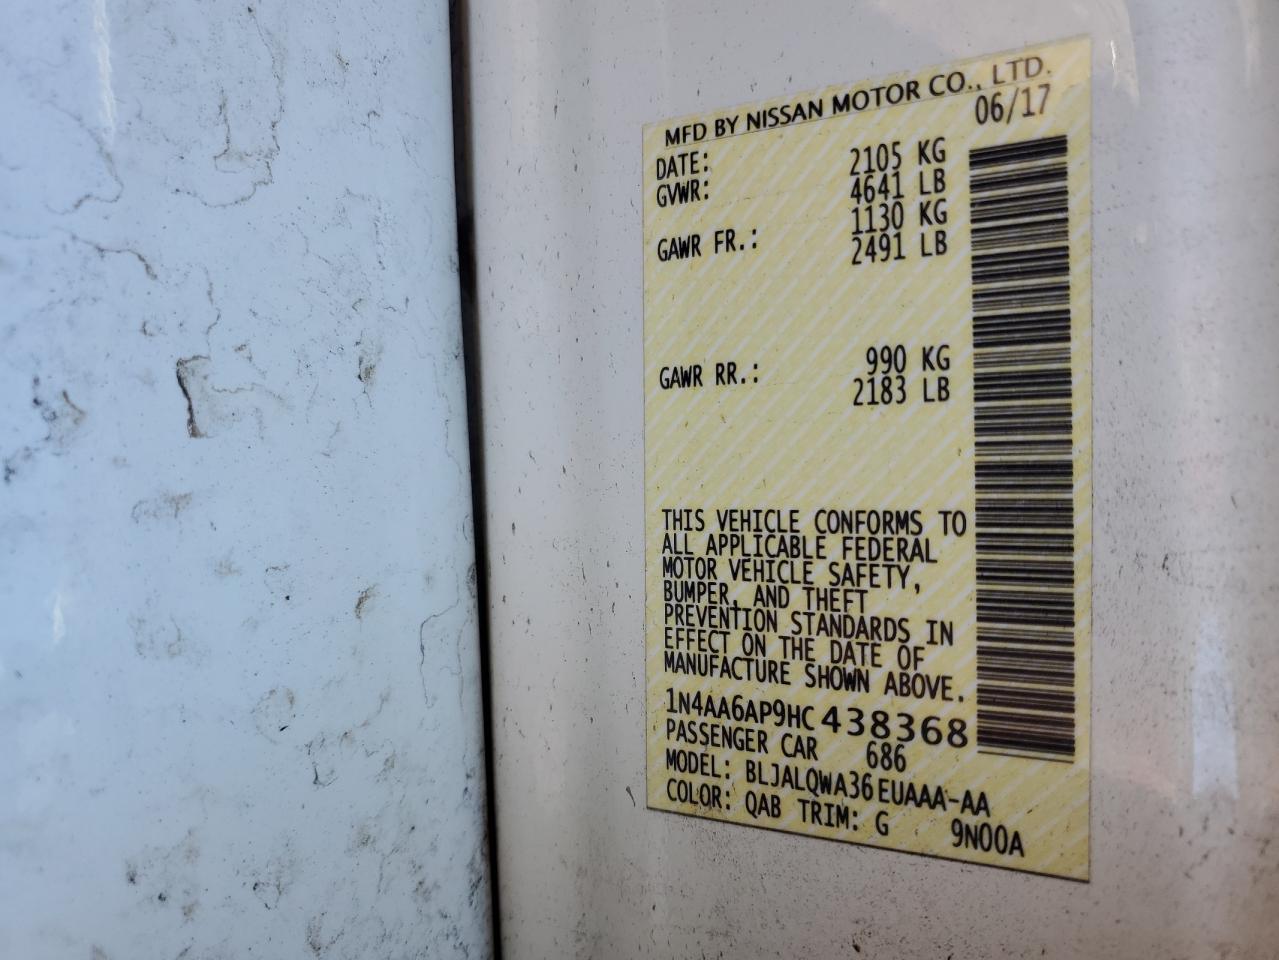 MFD BY NISSAN MOTOR CO., LTD.
DATE: 06/17
GVWR: 2105 KG
4641 LB
GAWR FR.: 1130 KG
2491 LB
GAWR RR.: 990 KG
2183 LB
THIS VEHICLE CONFORMS TO
ALL APPLICABLE FEDERAL
MOTOR VEHICLE SAFETY,
BUMPER, AND THEFT
PREVENTION STANDARDS IN
EFFECT ON THE DATE OF
MANUFACTURE SHOWN ABOVE.
1N4AA6AP9HC438368
PASSENGER CAR 686
MODEL: BLJALQWA36EUAAA-AA
COLOR: QAB TRIM: G 9N00A